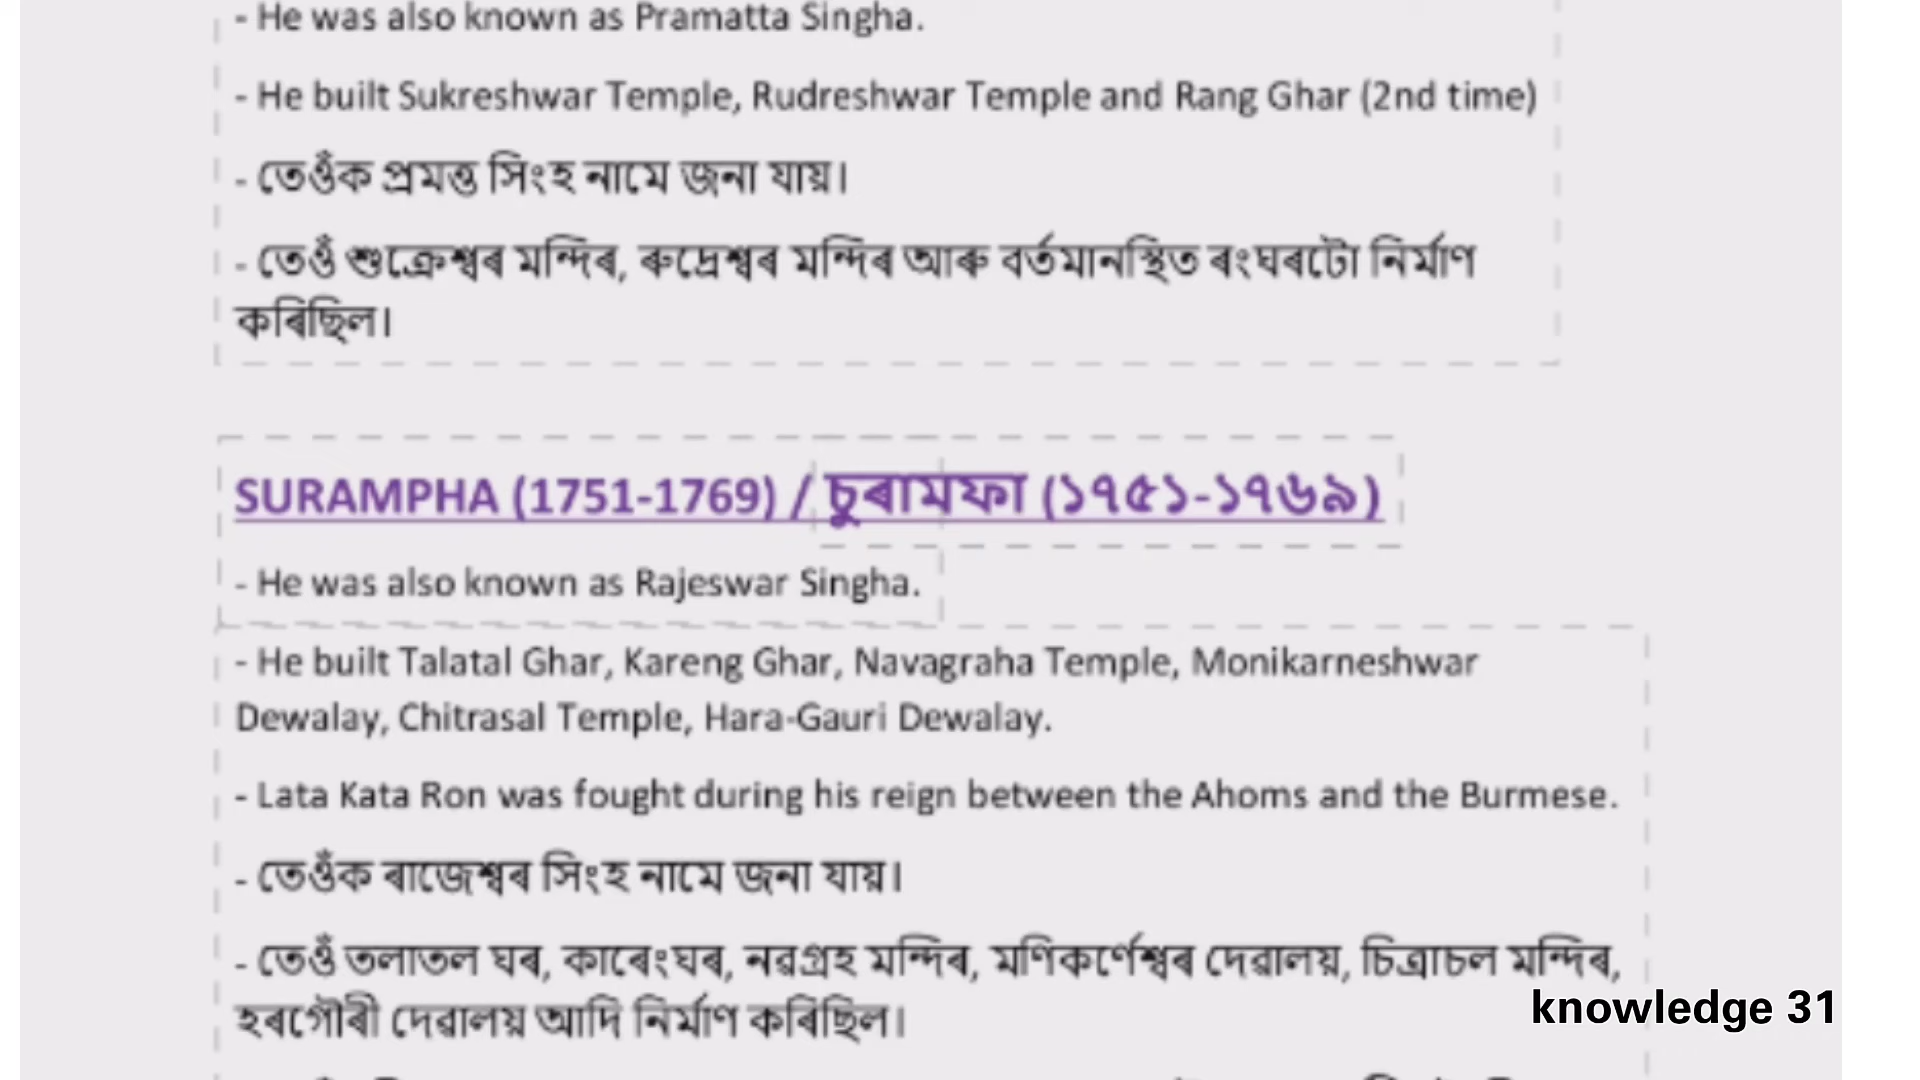 - He was also known as Pramatta Singha.
- He built Sukreshwar Temple, Rudreshwar Temple and Rang Ghar (2nd time)
- তেওঁক প্ৰমত্ত সিংহ নামে জনা যায়।
- তেওঁ শুক্ৰেশ্বৰ মন্দিৰ, ৰুদ্ৰেশ্বৰ মন্দিৰ আৰু বৰ্তমানস্থিত ৰংঘৰটো নিৰ্মাণ
কৰিছিল।
SURAMPHA (1751-1769) / চুৰামফা (১৭৫১-১৭৬৯)
- He was also known as Rajeswar Singha.
- He built Talatal Ghar, Kareng Ghar, Navagraha Temple, Monikarneshwar
Dewalay, Chitrasal Temple, Hara-Gauri Dewalay.
- Lata Kata Ron was fought during his reign between the Ahoms and the Burmese.
- তেওঁক ৰাজেশ্বৰ সিংহ নামে জনা যায়।
- তেওঁ তলাতল ঘৰ, কাৰেংঘৰ, নৱগ্ৰহ মন্দিৰ, মণিকৰ্ণেশ্বৰ দেৱালয়, চিত্ৰাচল মন্দিৰ,
হৰগৌৰী দেৱালয় আদি নিৰ্মাণ কৰিছিল।
knowledge 31